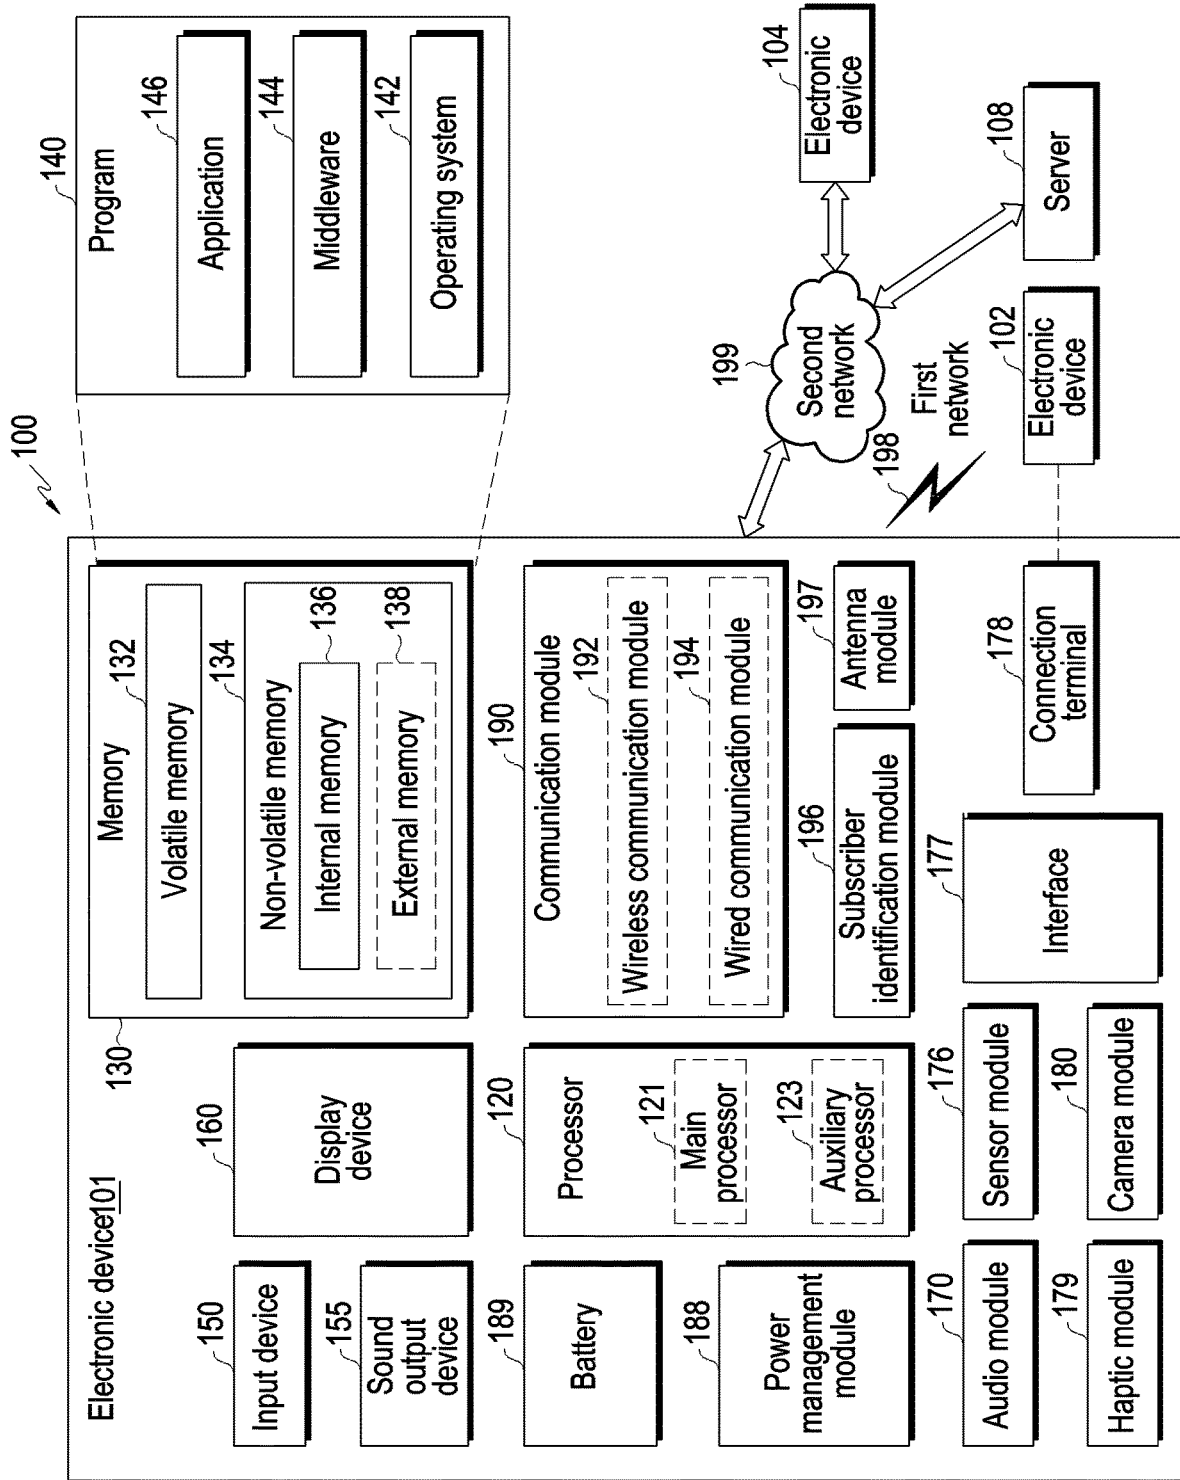 100
Electronic device101
150
Input device
155
Sound
output
device
189
Battery
188
Power
management
module
170
Audio module
179
Haptic module
160
Display
device
120
Processor
121
Main
processor
123
Auxiliary
processor
176
Sensor module
180
Camera module
130
Memory
132
Volatile memory
134
Non-volatile memory
136
Internal memory
138
External memory
190
Communication module
192
Wireless communication module
194
Wired communication module
196
Subscriber
identification module
197
Antenna
module
177
Interface
178
Connection
terminal
140
Program
146
Application
144
Middleware
142
Operating system
199
Second
network
198
First
network
104
Electronic
device
108
Server
102
Electronic
device